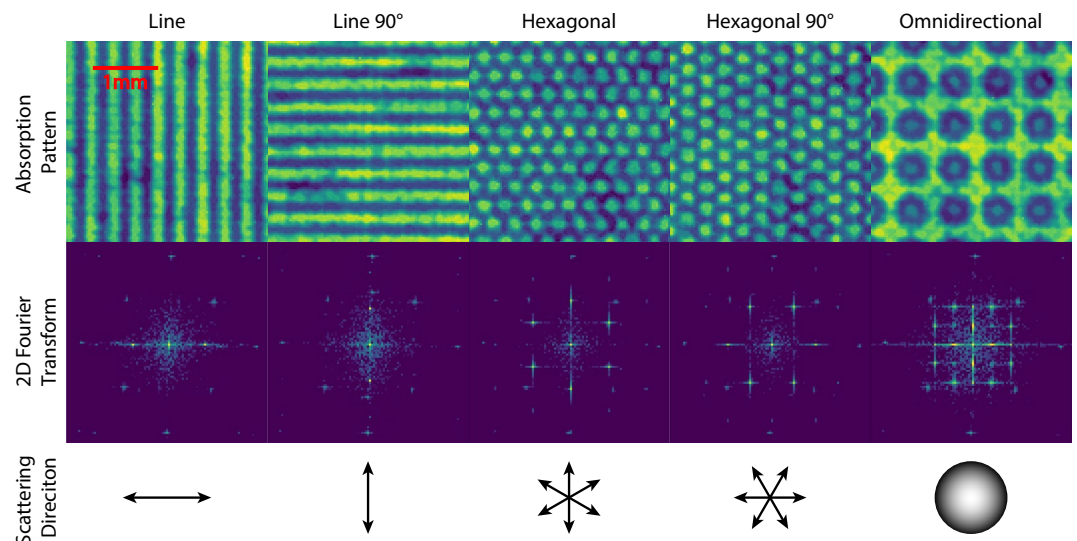 Line
Line 90°
Hexagonal
Hexagonal 90°
Omnidirectional
Absorption
Pattern
1mm
2D Fourier
Transform
Scattering
Direciton